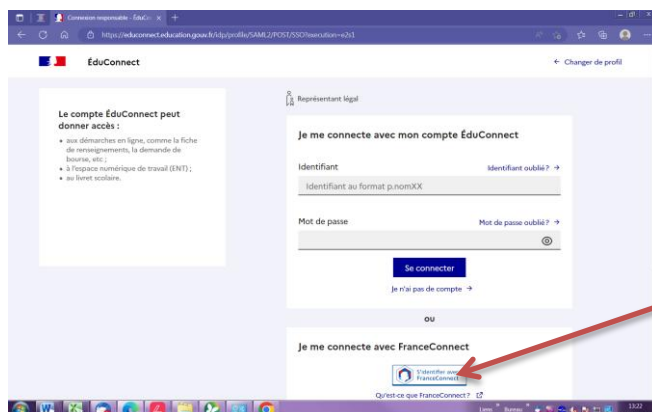 Connexion responsable - ÉduCo
https://educonnect.education.gouv.fr/idp/profile/SAML2/POST/SSO?execution=e2s1
ÉduConnect
← Changer de profil
Représentant légal
Le compte ÉduConnect peut
donner accès :
• aux démarches en ligne, comme la fiche
de renseignements, la demande de
bourse, etc ;
• à l'espace numérique de travail (ENT) ;
• au livret scolaire.
Je me connecte avec mon compte ÉduConnect
Identifiant
Identifiant oublié? →
Identifiant au format p.nomXX
Mot de passe
Mot de passe oublié? →
Se connecter
Je n'ai pas de compte →
ou
Je me connecte avec FranceConnect
S'identifier avec
FranceConnect
Qu'est-ce que FranceConnect?
Bureau
13:22